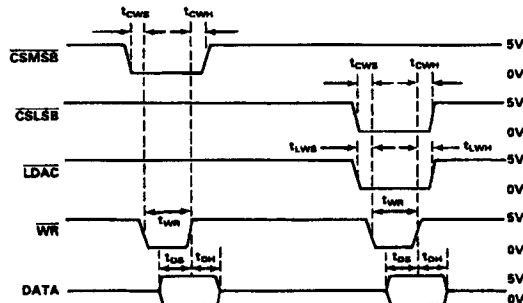 tCWS tCWH
CSMSB 5V
0V
tCWS tCWH
CSLSB 5V
0V
tLWS tLWH
LDAC 5V
0V
tWR tWR
WR 5V
0V
tDS tDH tDS tDH
DATA 5V
0V